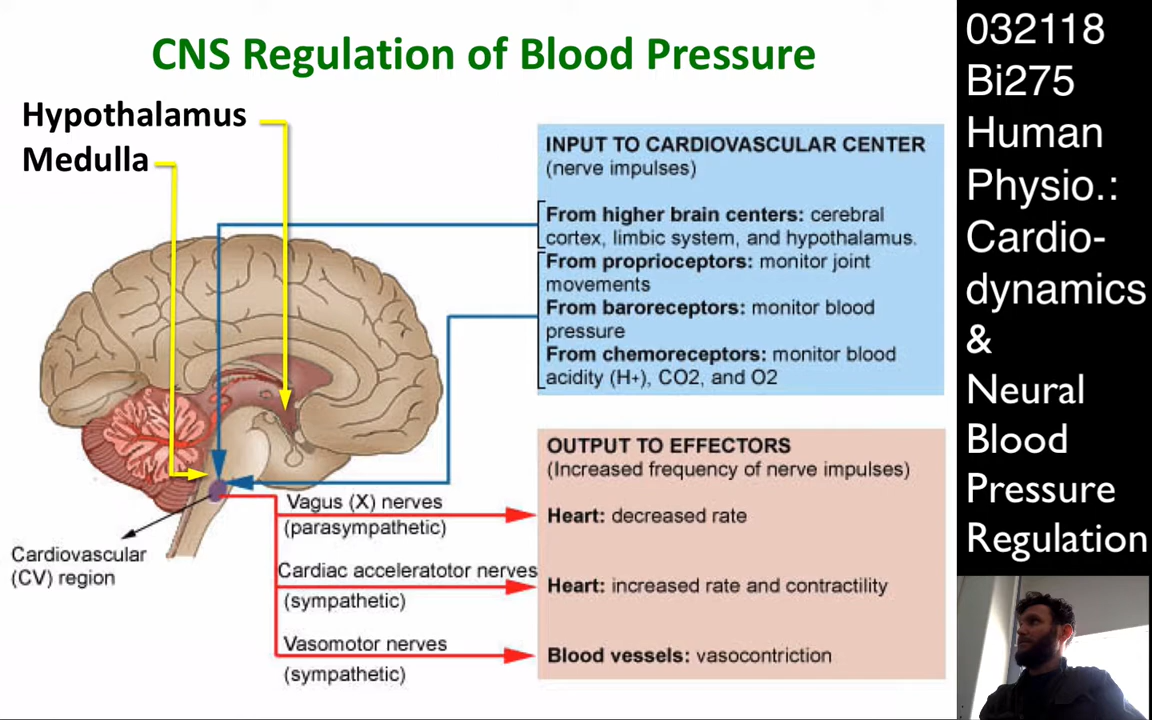 CNS Regulation of Blood Pressure
Hypothalamus
Medulla
INPUT TO CARDIOVASCULAR CENTER
(nerve impulses)
From higher brain centers: cerebral
cortex, limbic system, and hypothalamus.
From proprioceptors: monitor joint
movements
From baroreceptors: monitor blood
pressure
From chemoreceptors: monitor blood
acidity (H+), CO2, and O2
OUTPUT TO EFFECTORS
(Increased frequency of nerve impulses)
Vagus (X) nerves
(parasympathetic)
Heart: decreased rate
Cardiac acceleratotor nerves
(sympathetic)
Heart: increased rate and contractility
Vasomotor nerves
(sympathetic)
Blood vessels: vasocontriction
Cardiovascular
(CV) region
032118
Bi275
Human
Physio.:
Cardio-
dynamics
&
Neural
Blood
Pressure
Regulation